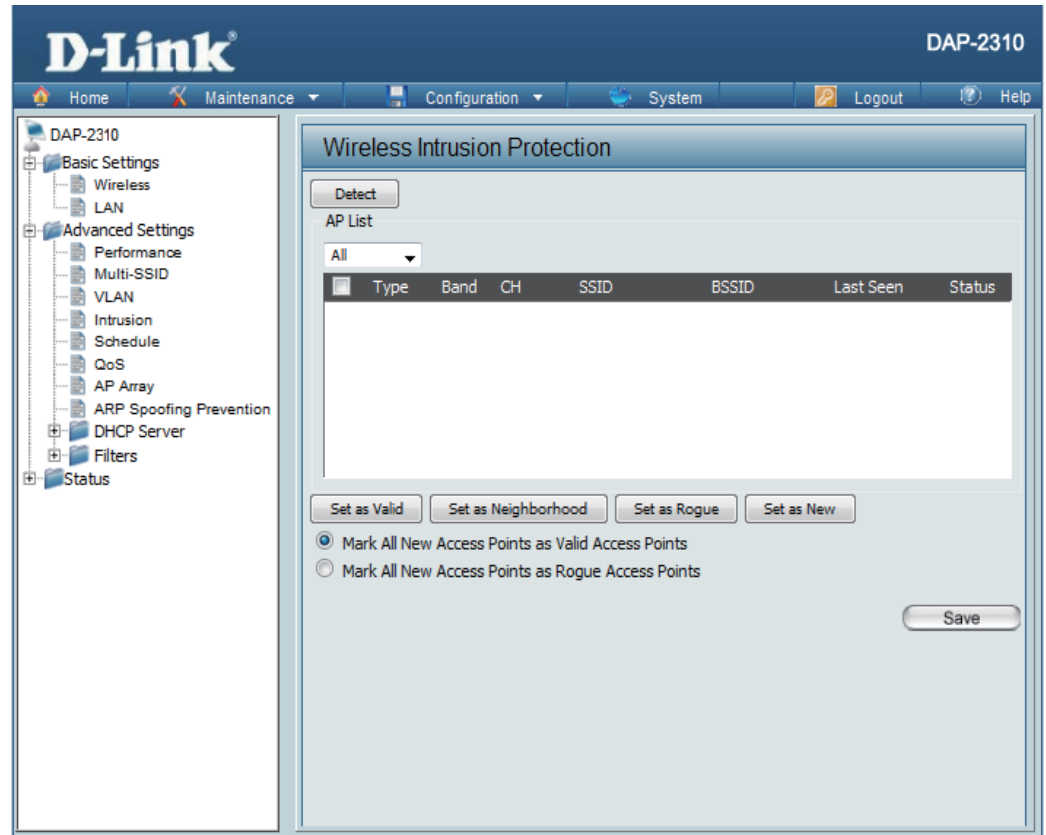 D-Link®
DAP-2310
Home Maintenance Configuration System Logout Help
DAP-2310
Basic Settings
Wireless
LAN
Advanced Settings
Performance
Multi-SSID
VLAN
Intrusion
Schedule
QoS
AP Array
ARP Spoofing Prevention
DHCP Server
Filters
Status
Wireless Intrusion Protection
Detect
AP List
All
Type Band CH SSID BSSID Last Seen Status
Set as Valid Set as Neighborhood Set as Rogue Set as New
Mark All New Access Points as Valid Access Points
Mark All New Access Points as Rogue Access Points
Save